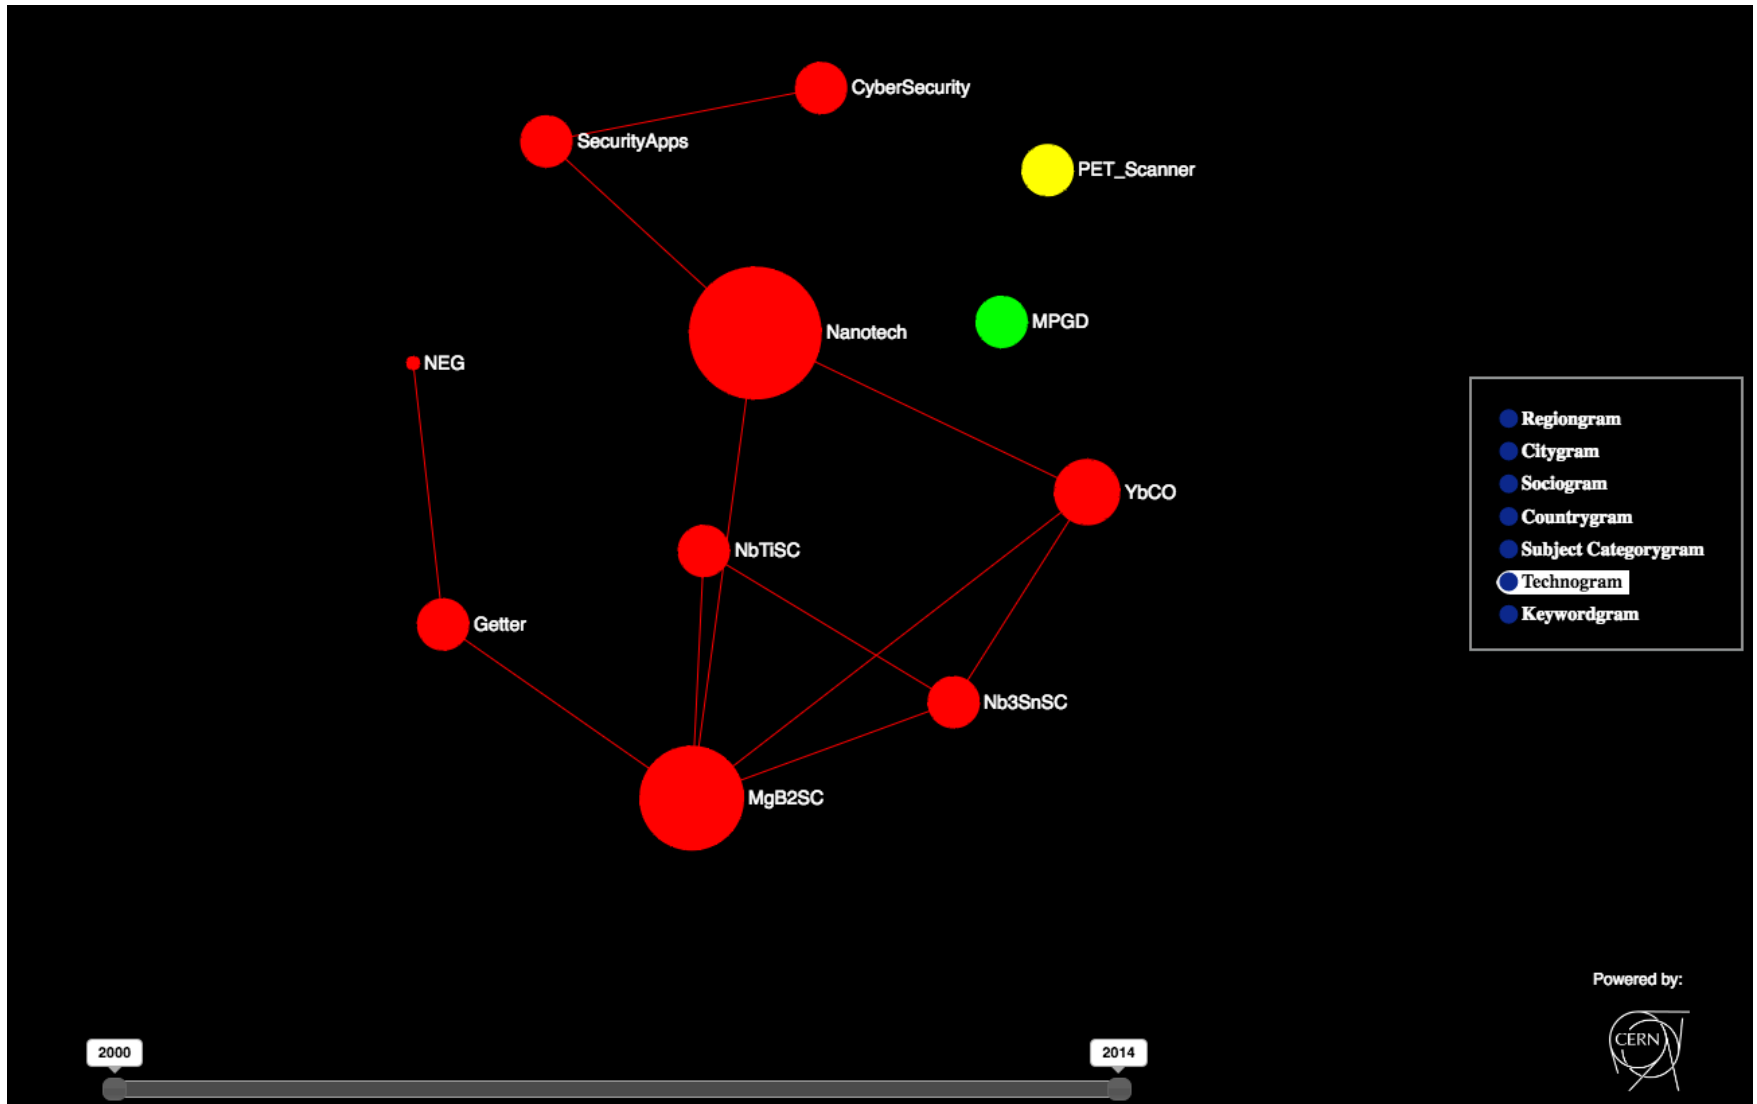 CyberSecurity
SecurityApps
PET_Scanner
MPGD
Nanotech
NEG
YbCO
NbTiSC
Getter
Nb3SnSC
MgB2SC
Regiongram
Citygram
Sociogram
Countrygram
Subject Categorygram
Technogram
Keywordgram
Powered by:
CERN
2000
2014